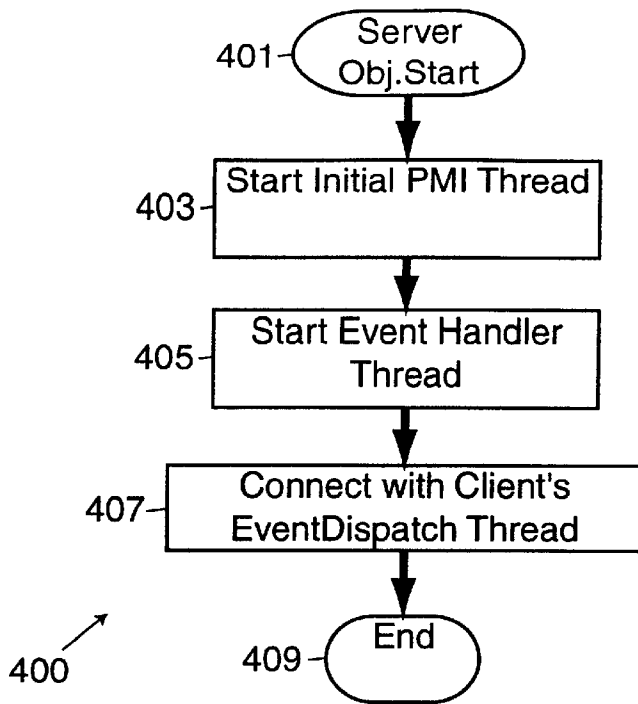 401
Server
Obj.Start
403
Start Initial PMI Thread
405
Start Event Handler
Thread
407
Connect with Client's
EventDispatch Thread
400
409
End